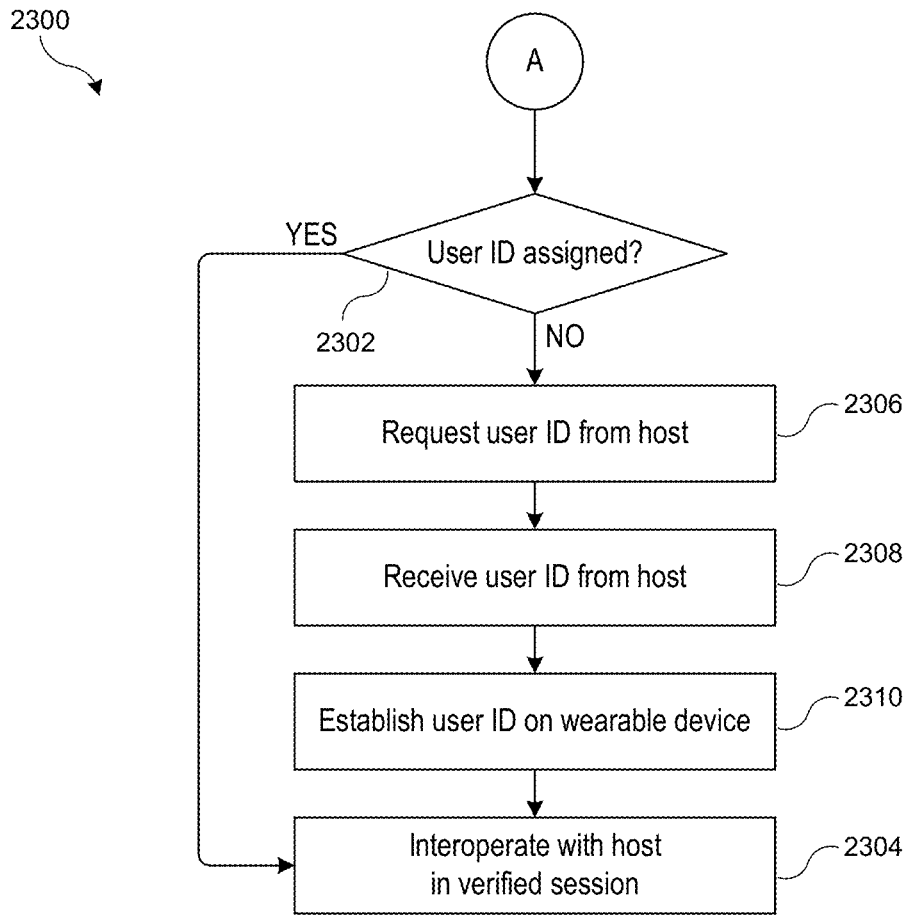 2300
A
YES
User ID assigned?
2302
NO
Request user ID from host
2306
Receive user ID from host
2308
Establish user ID on wearable device
2310
Interoperate with host
in verified session
2304